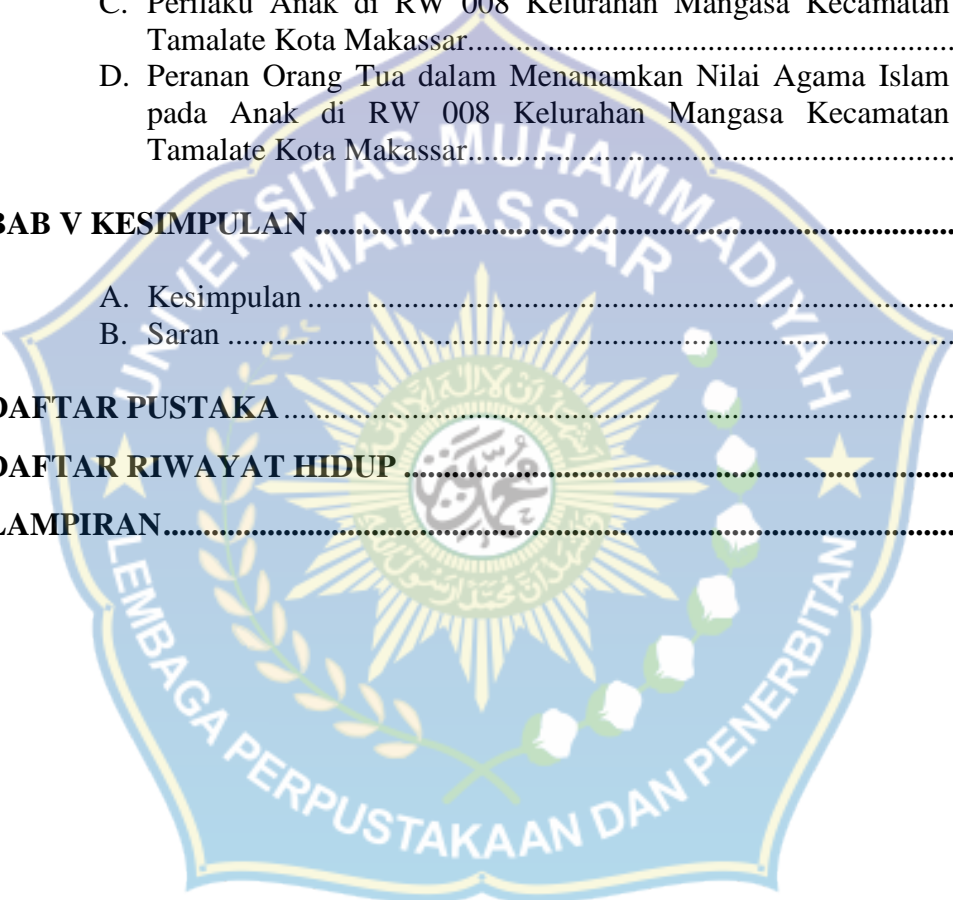 C. Perilaku Anak di RW 008 Kelurahan Mangasa Kecamatan
Tamalate Kota Makassar
D. Peranan Orang Tua dalam Menanamkan Nilai Agama Islam
pada Anak di RW 008 Kelurahan Mangasa Kecamatan
Tamalate Kota Makassar
BAB V KESIMPULAN
A. Kesimpulan
B. Saran
DAFTAR PUSTAKA
DAFTAR RIWAYAT HIDUP
LAMPIRAN
UNIVERSITAS MUHAMMADIYAH
MAKASSAR
LEMBAGA PERPUSTAKAAN DAN PENERBITAN